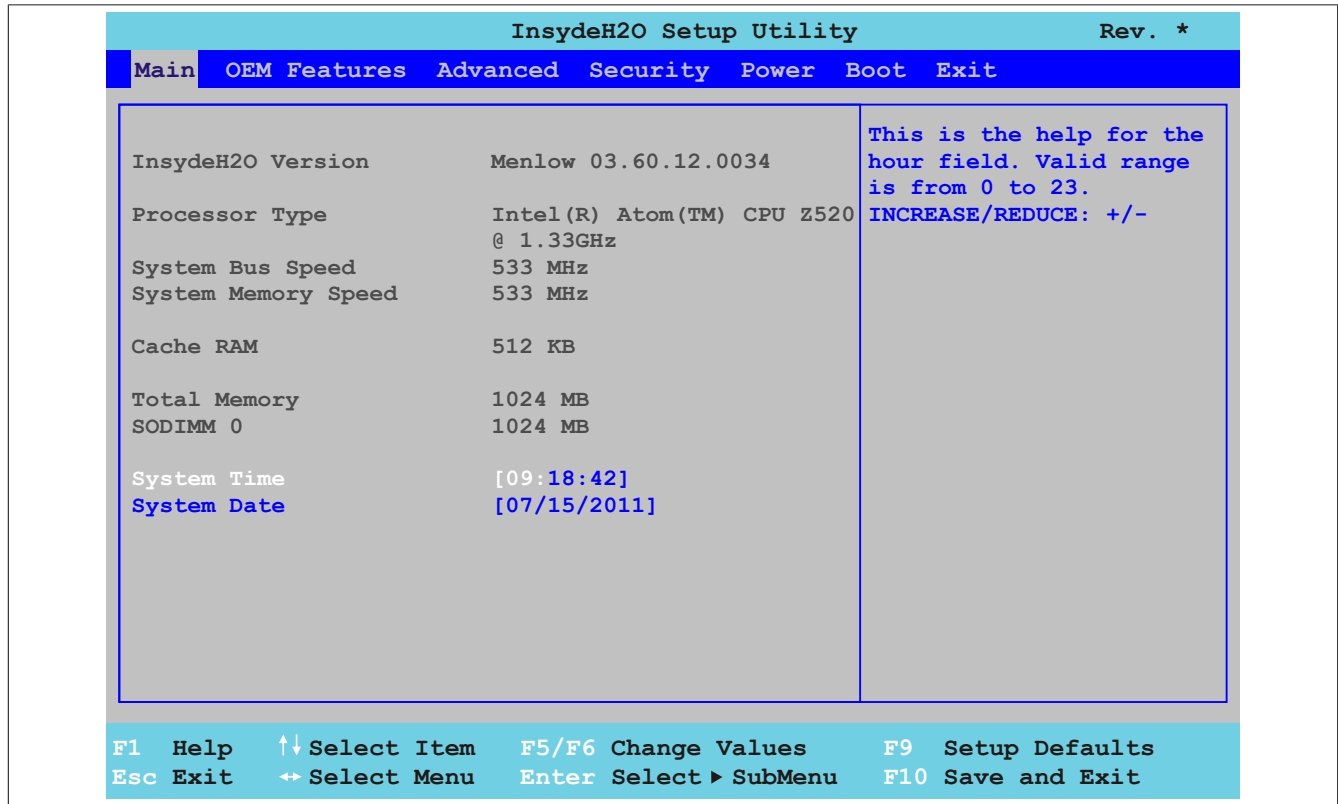 InsydeH2O Setup Utility Rev. *
Main OEM Features Advanced Security Power Boot Exit
InsydeH2O Version Menlow 03.60.12.0034
Processor Type Intel(R) Atom(TM) CPU Z520
@ 1.33GHz
System Bus Speed 533 MHz
System Memory Speed 533 MHz
Cache RAM 512 KB
Total Memory 1024 MB
SODIMM 0 1024 MB
System Time [09:18:42]
System Date [07/15/2011]
This is the help for the
hour field. Valid range
is from 0 to 23.
INCREASE/REDUCE: +/-
F1 Help ↑↓ Select Item F5/F6 Change Values F9 Setup Defaults
Esc Exit ↔ Select Menu Enter Select ▶ SubMenu F10 Save and Exit